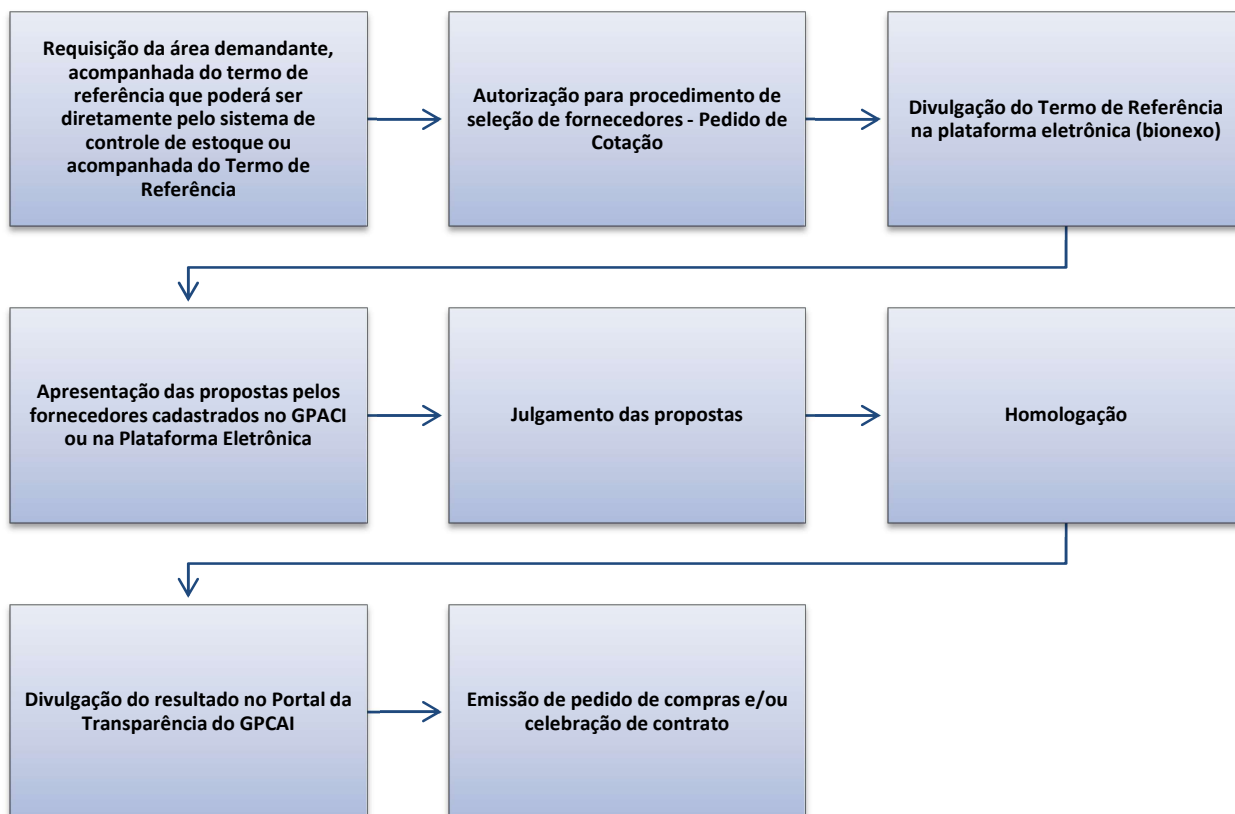 Requisição da área demandante,
acompanhada do termo de
referência que poderá ser
diretamente pelo sistema de
controle de estoque ou
acompanhada do Termo de
Referência
Autorização para procedimento de
seleção de fornecedores - Pedido de
Cotação
Divulgação do Termo de Referência
na plataforma eletrônica (bionexo)
Apresentação das propostas pelos
fornecedores cadastrados no GPACI
ou na Plataforma Eletrônica
Julgamento das propostas
Homologação
Divulgação do resultado no Portal da
Transparência do GPCAI
Emissão de pedido de compras e/ou
celebração de contrato